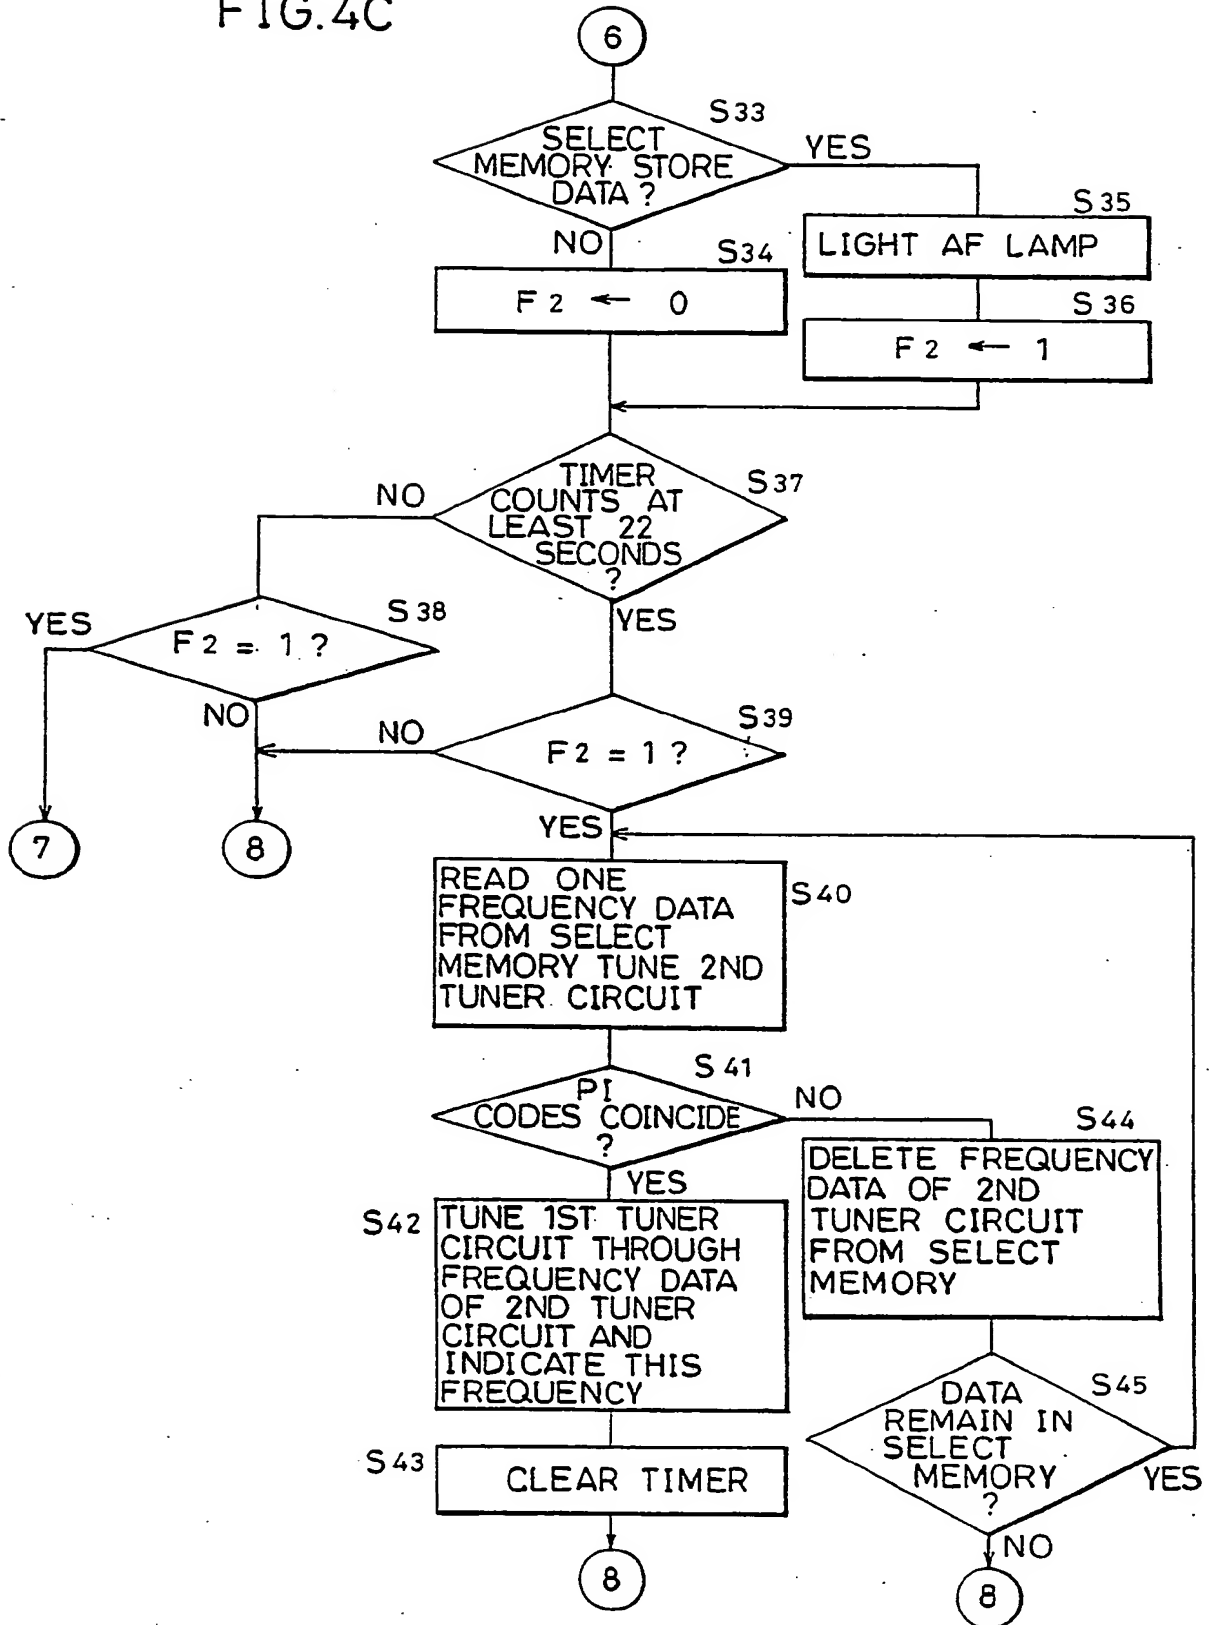 FIG.4C
6
S33
SELECT
MEMORY STORE
DATA ?
YES
NO
S35
LIGHT AF LAMP
S34
F2 ← 0
S36
F2 ← 1
S37
TIMER
COUNTS AT
LEAST 22
SECONDS
?
NO
YES
S38
F2 = 1 ?
YES
NO
S39
F2 = 1 ?
NO
YES
7
8
S40
READ ONE
FREQUENCY DATA
FROM SELECT
MEMORY TUNE 2ND
TUNER CIRCUIT
S41
PI
CODES COINCIDE
?
NO
YES
S44
DELETE FREQUENCY
DATA OF 2ND
TUNER CIRCUIT
FROM SELECT
MEMORY
S42
TUNE 1ST TUNER
CIRCUIT THROUGH
FREQUENCY DATA
OF 2ND TUNER
CIRCUIT AND
INDICATE THIS
FREQUENCY
S45
DATA
REMAIN IN
SELECT
MEMORY
?
YES
NO
S43
CLEAR TIMER
8
8